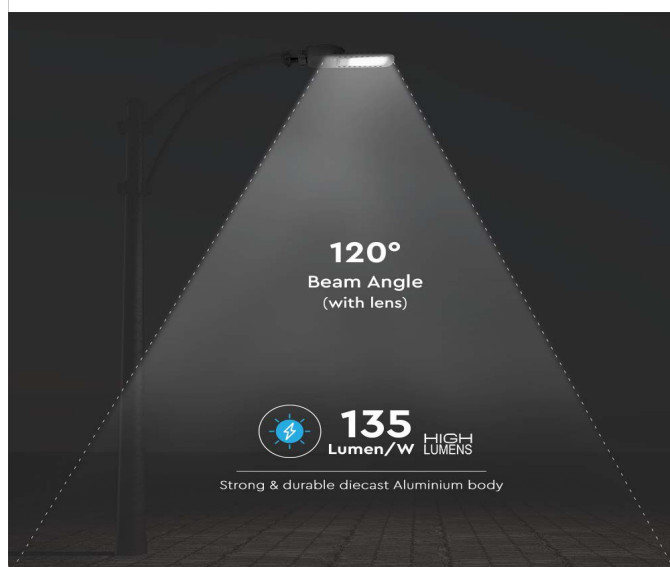 120°
Beam Angle
(with lens)
135
Lumen/W
HIGH
LUMENS
Strong & durable diecast Aluminium body